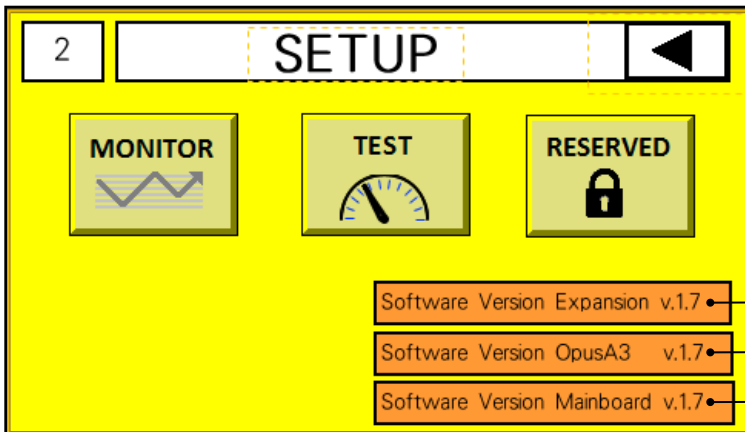 2 SETUP
MONITOR TEST RESERVED
Software Version Expansion v.1.7
Software Version OpusA3 v.1.7
Software Version Mainboard v.1.7